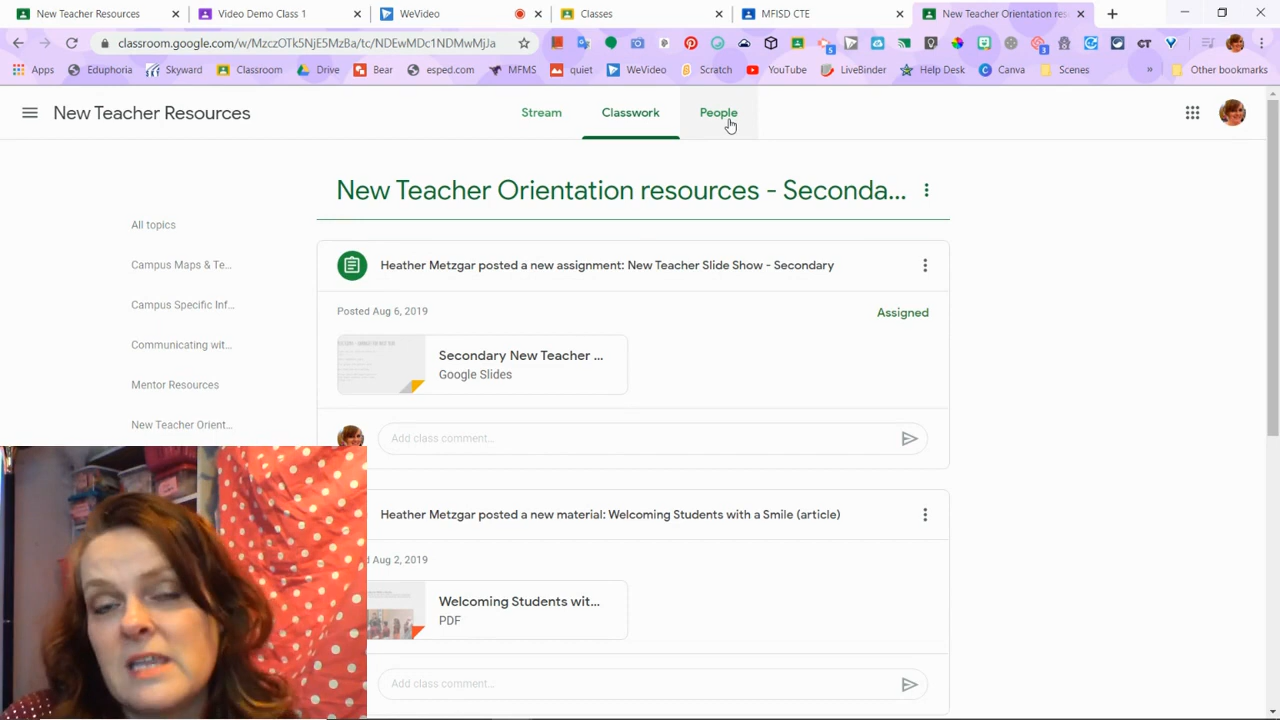 New Teacher Resources
Video Demo Class 1
WeVideo
Classes
MFISD CTE
New Teacher Orientation res
classroom.google.com/w/MzczOTk5NjE5MzBa/tc/NDEwMDc1NDMwMjJa
Apps
Eduphoria
Skyward
Classroom
Drive
Bear
esped.com
MFMS
quiet
WeVideo
Scratch
YouTube
LiveBinder
Help Desk
Canva
Scenes
»
Other bookmarks
New Teacher Resources
Stream
Classwork
People
New Teacher Orientation resources - Seconda...
All topics
Campus Maps & Te...
Campus Specific Inf...
Communicating wit...
Mentor Resources
New Teacher Orient...
Heather Metzgar posted a new assignment: New Teacher Slide Show - Secondary
Posted Aug 6, 2019
Assigned
Secondary New Teacher ...
Google Slides
Add class comment...
Heather Metzgar posted a new material: Welcoming Students with a Smile (article)
Aug 2, 2019
Welcoming Students wit...
PDF
Add class comment...